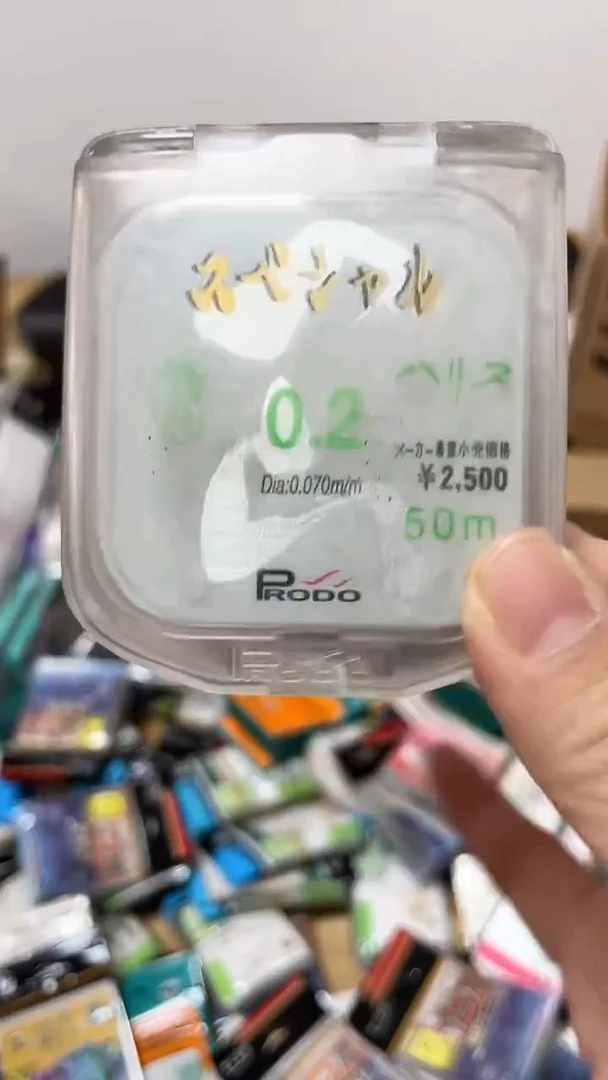 スペシャル
ハリス
0.2
メーカー希望小売価格
¥2,500
Dia:0.070m/m
50m
PRODO